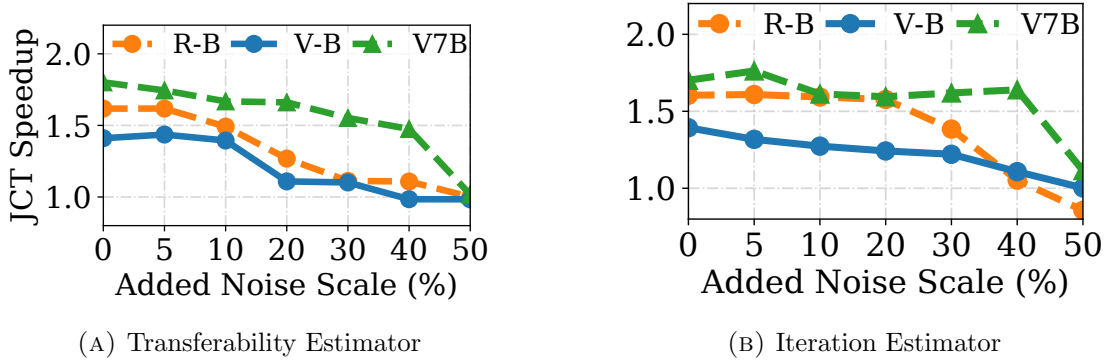 R-B V-B V7B
JCT Speedup
2.0
1.5
1.0
0 5 10 20 30 40 50
Added Noise Scale (%)
(A) Transferability Estimator
R-B V-B V7B
2.0
1.5
1.0
0 5 10 20 30 40 50
Added Noise Scale (%)
(B) Iteration Estimator